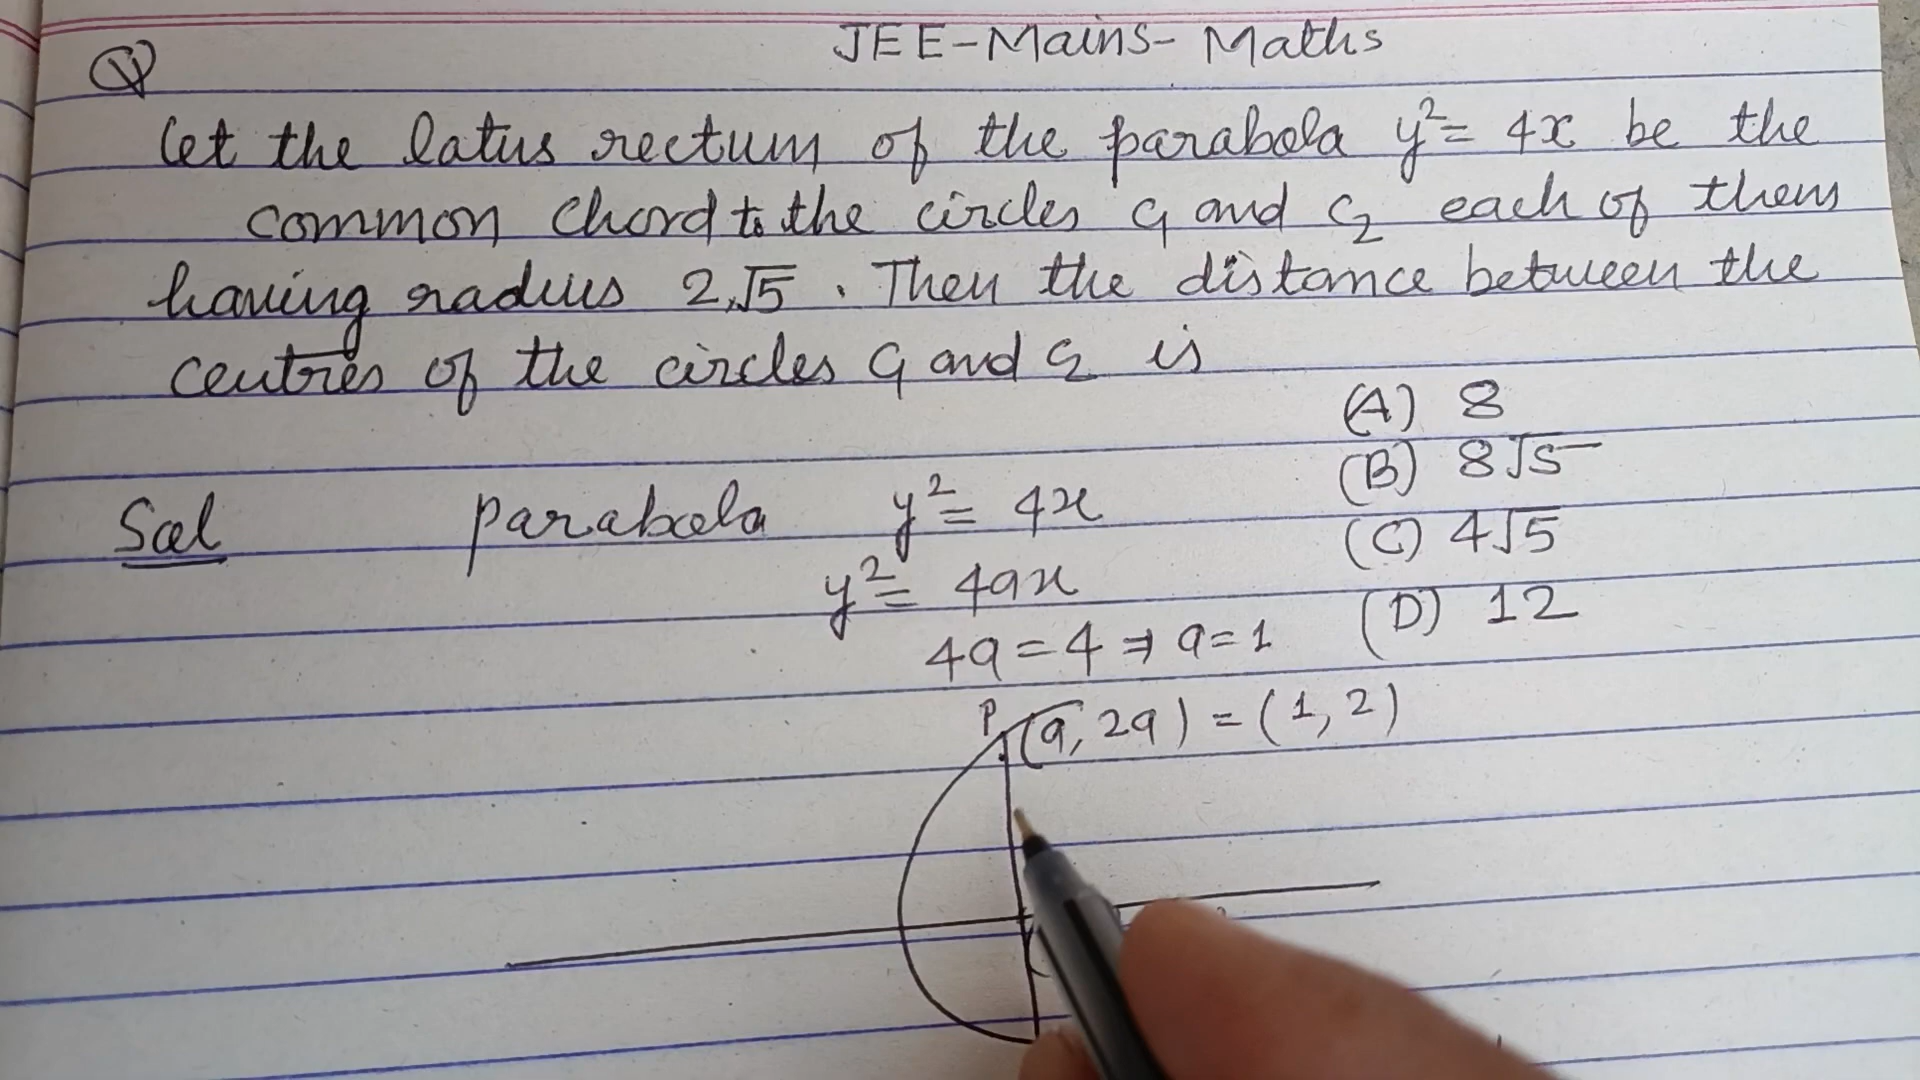 JEE-Mains-Maths
Q
Let the latus rectum of the parabola y²= 4x be the
common chord to the circles C₁ and C₂ each of them
having radius 2√5. Then the distance between the
centres of the circles C₁ and C₂ is
(A) 8
(B) 8√5
(C) 4√5
(D) 12
Sol parabola y²= 4x
y²= 4ax
4a = 4 ⇒ a=1
P (a, 2a) = (1, 2)